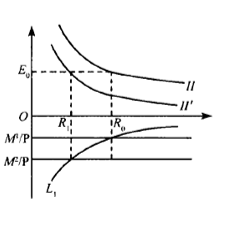 E₀
II
II'
O
R₁ R₀
M¹/P
M²/P
L₁